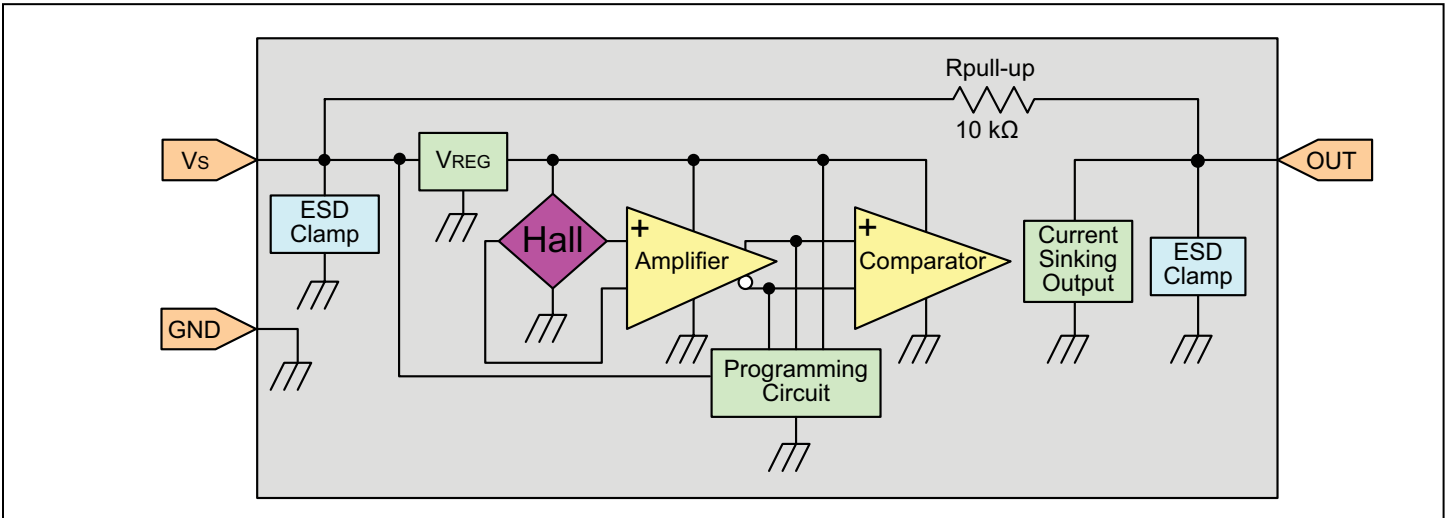 Rpull-up
10 kΩ
Vs
VREG
OUT
ESD
Clamp
Hall
+
Amplifier
+
Comparator
Current
Sinking
Output
ESD
Clamp
GND
Programming
Circuit